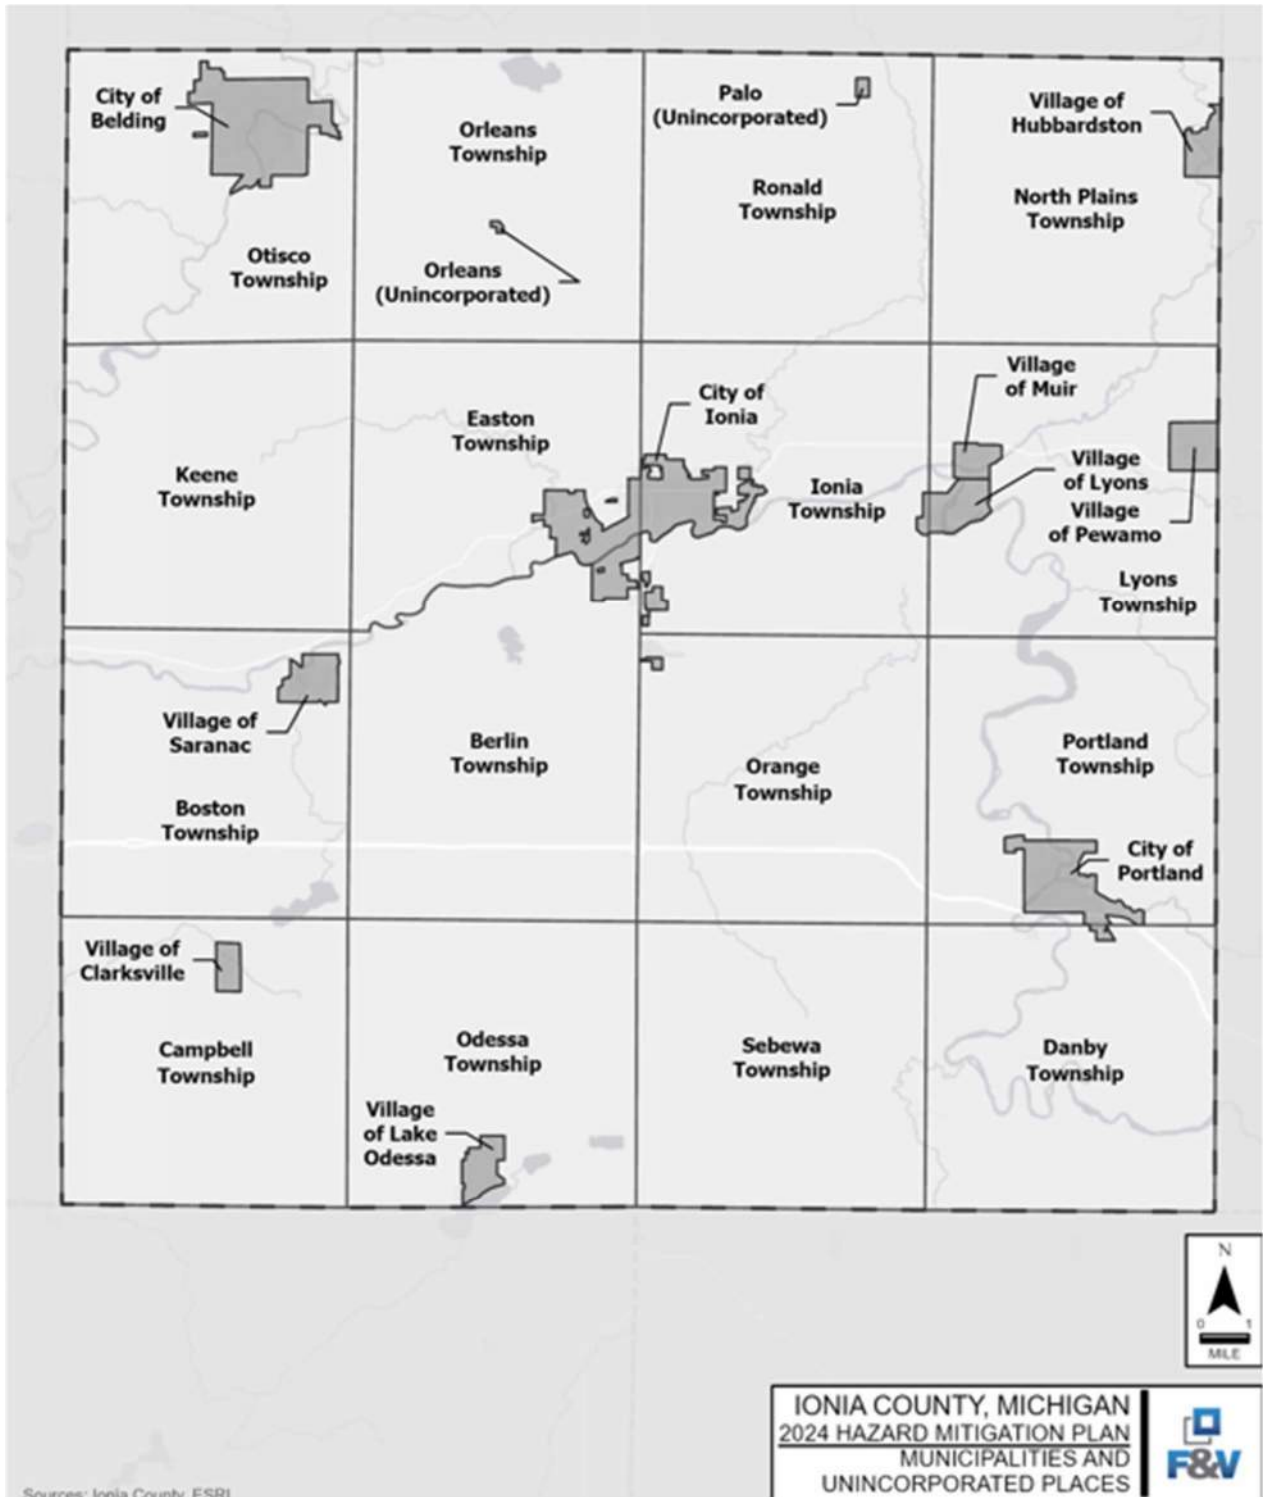 City of
Belding
Orleans
Township
Palo
(Unincorporated)
Village of
Hubbardston
Ronald
Township
North Plains
Township
Otisco
Township
Orleans
(Unincorporated)
Village
of Muir
City of
Ionia
Easton
Township
Keene
Township
Ionia
Township
Village
of Lyons
Village
of Pewamo
Lyons
Township
Village of
Saranac
Berlin
Township
Orange
Township
Portland
Township
Boston
Township
City of
Portland
Village of
Clarksville
Campbell
Township
Odessa
Township
Sebewa
Township
Danby
Township
Village
of Lake
Odessa
N
0 1
MILE
IONIA COUNTY, MICHIGAN
2024 HAZARD MITIGATION PLAN
MUNICIPALITIES AND
UNINCORPORATED PLACES
F&V
Sources: Ionia County, ESRI